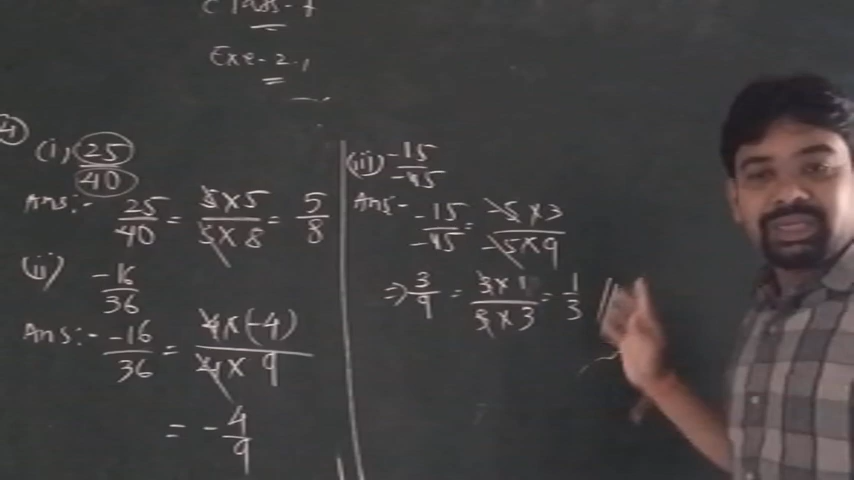 Class-7
Exe-2.1
4
(i) 25/40
Ans:- 25/40 = 5×5/5×8 = 5/8
(ii) -16/36
Ans:- -16/36 = 4×(-4)/4×9
= -4/9
(iii) -15/-45
Ans- -15/-45 = -5×3/-5×9
⇒ 3/9 = 3×1/3×3 = 1/3 //